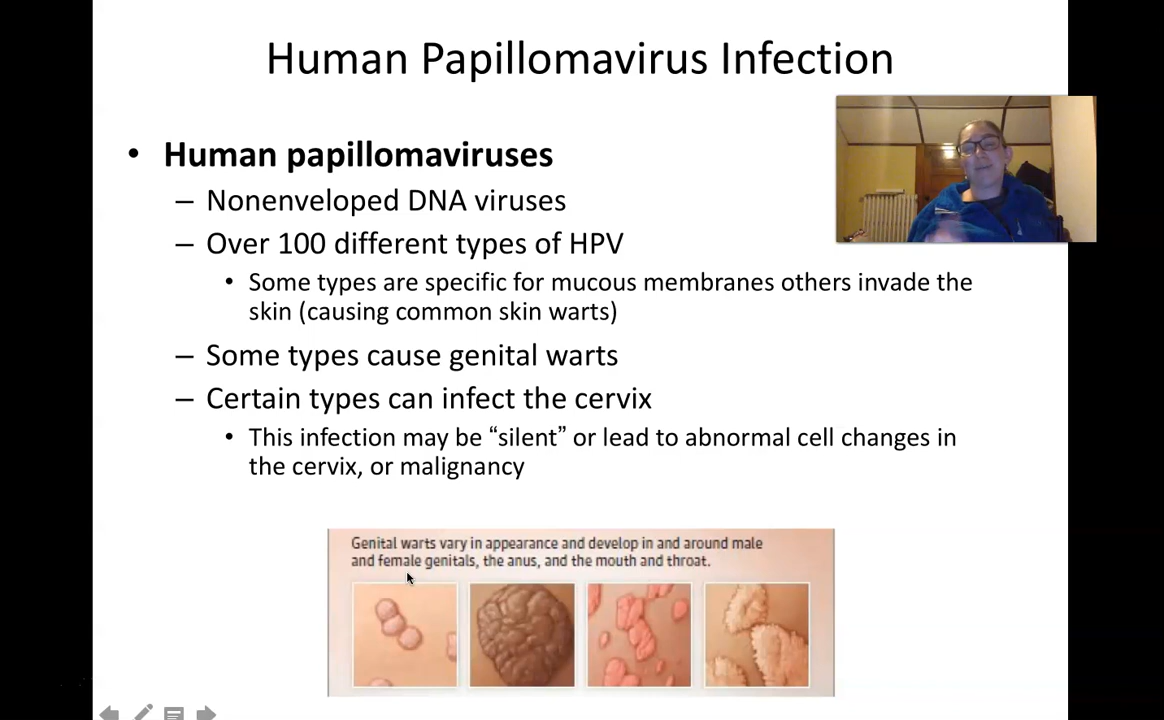 Human Papillomavirus Infection
• Human papillomaviruses
– Nonenveloped DNA viruses
– Over 100 different types of HPV
• Some types are specific for mucous membranes others invade the
skin (causing common skin warts)
– Some types cause genital warts
– Certain types can infect the cervix
• This infection may be “silent” or lead to abnormal cell changes in
the cervix, or malignancy
Genital warts vary in appearance and develop in and around male
and female genitals, the anus, and the mouth and throat.